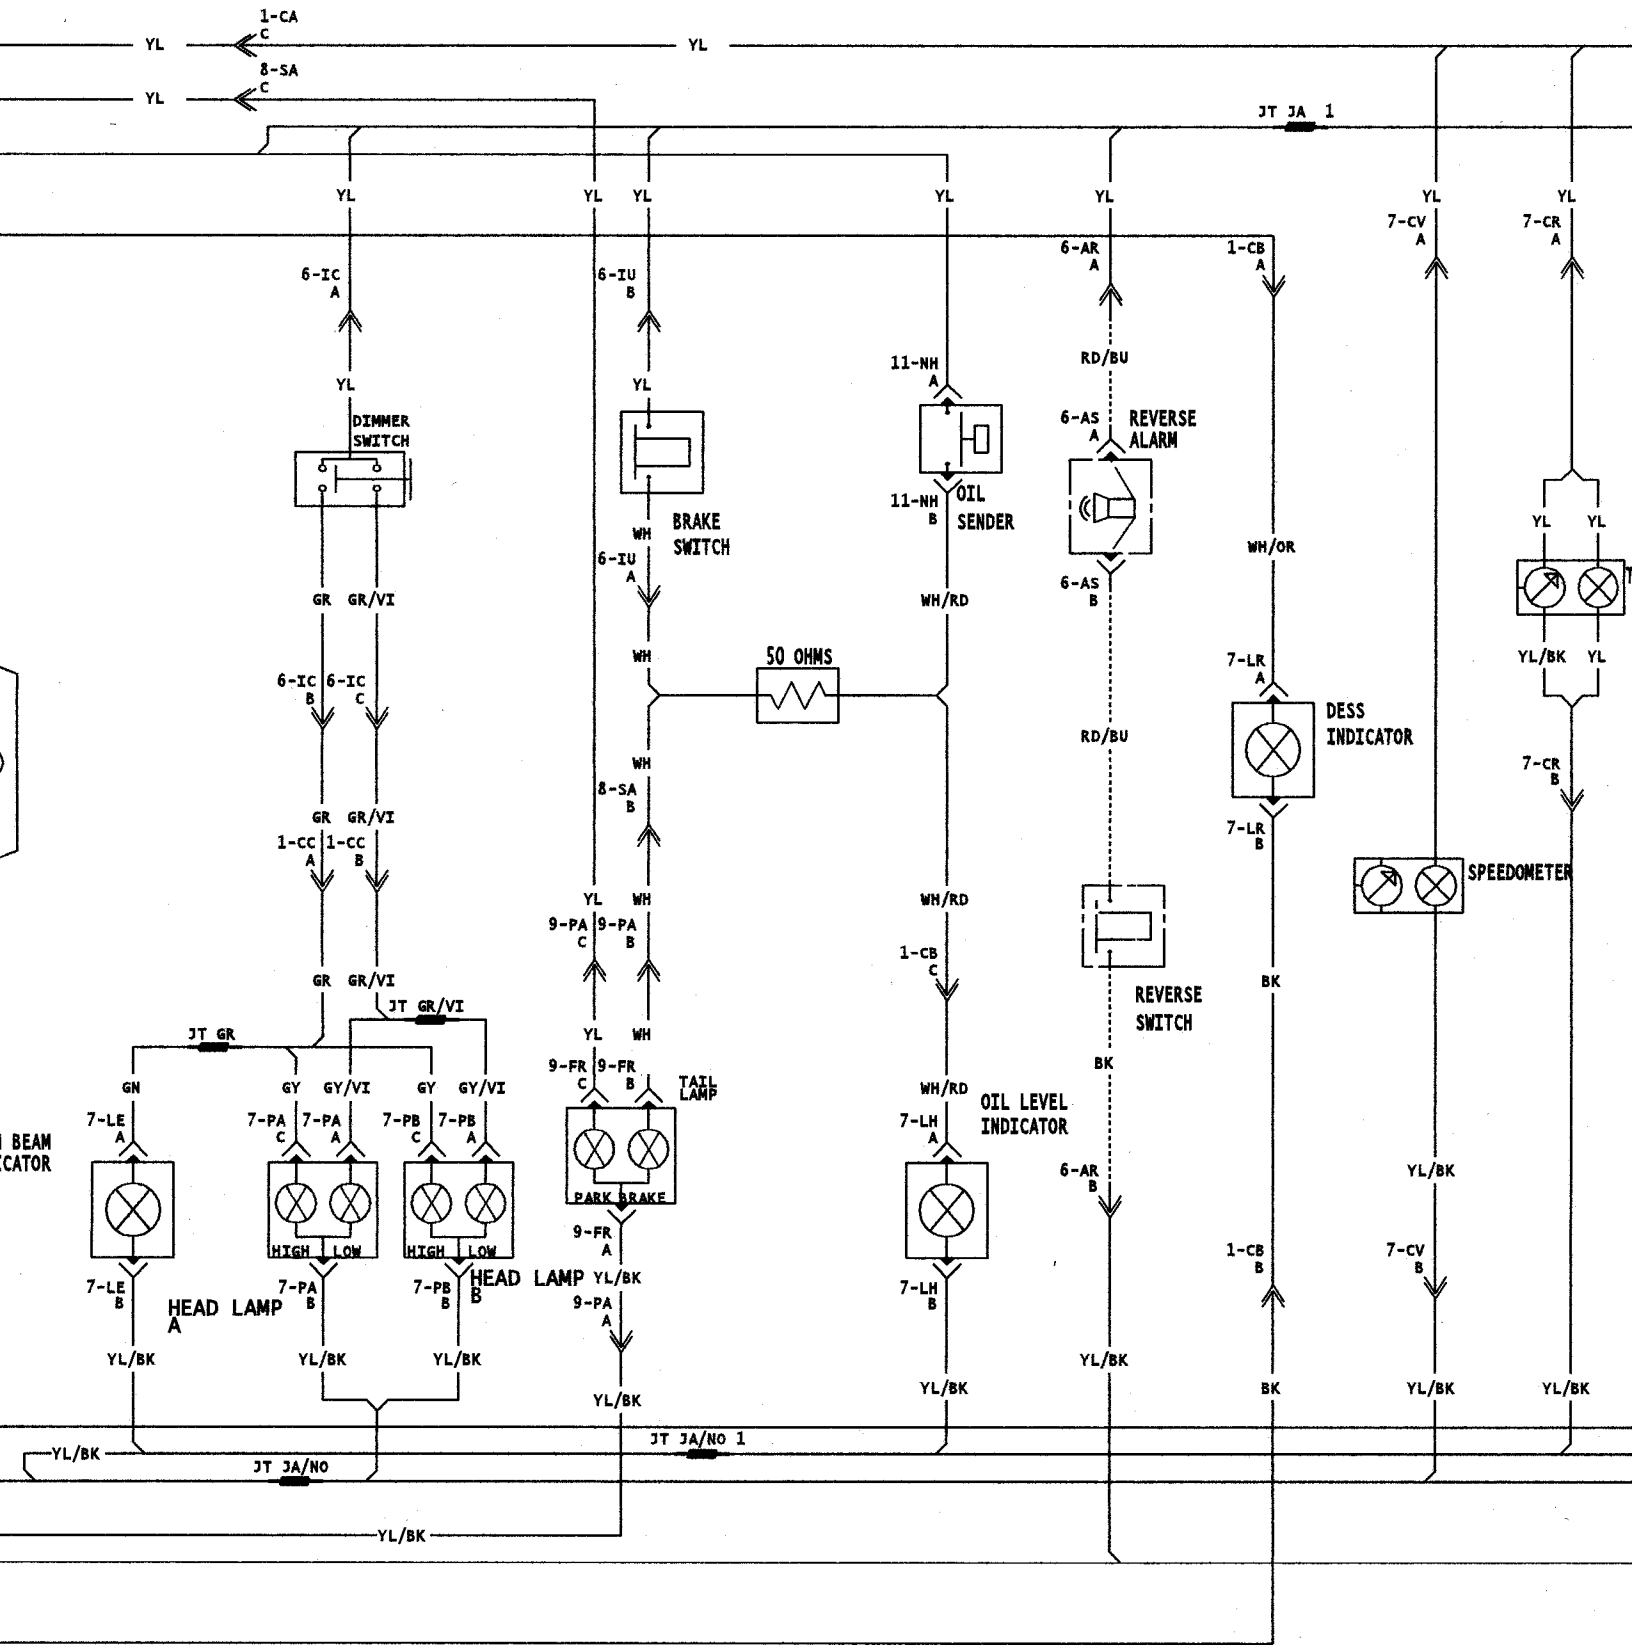 1-CA
C
YL
YL
8-SA
C
YL
JT JA 1
YL
YL
YL
YL
YL
YL
YL
7-CV
A
7-CR
A
6-IC
A
6-IU
B
6-AR
A
1-CB
A
YL
YL
11-NH
A
RD/BU
DIMMER
SWITCH
6-AS
A
REVERSE
ALARM
11-NH
B
OIL
SENDER
BRAKE
SWITCH
WH
6-IU
A
WH/OR
YL
YL
GR
GR/VI
WH/RD
6-AS
B
WH
50 OHMS
7-LR
A
YL/BK
YL
6-IC
B
6-IC
C
DESS
INDICATOR
RD/BU
WH
8-SA
B
7-CR
B
GR
GR/VI
1-CC
A
1-CC
B
7-LR
B
SPEEDOMETER
YL
WH
WH/RD
9-PA
C
9-PA
B
1-CB
C
GR
GR/VI
BK
REVERSE
SWITCH
JT GR/VI
JT GR
YL
WH
BK
9-FR
C
9-FR
B
TAIL
LAMP
GN
GY
GY/VI
GY
GY/VI
WH/RD
OIL LEVEL
INDICATOR
7-LE
A
7-PA
C
7-PA
A
7-PB
C
7-PB
A
7-LH
A
BEAM
6-AR
B
YL/BK
PARK BRAKE
9-FR
A
HIGH LOW
HIGH LOW
1-CB
B
7-CV
B
7-LE
B
7-PA
B
7-PB
B
HEAD LAMP
B
YL/BK
7-LH
B
9-PA
A
HEAD LAMP
A
YL/BK
YL/BK
YL/BK
YL/BK
YL/BK
YL/BK
BK
YL/BK
YL/BK
JT JA/NO 1
YL/BK
JT JA/NO
YL/BK